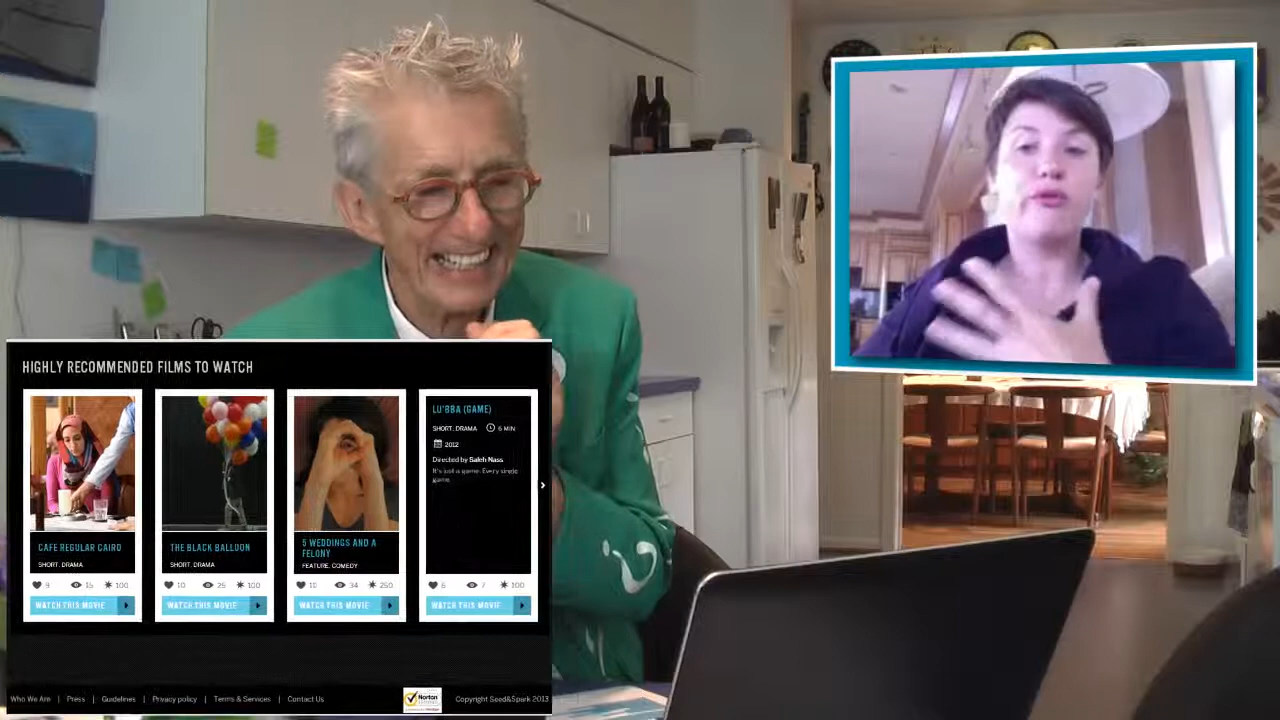 HIGHLY RECOMMENDED FILMS TO WATCH
CAFE REGULAR CAIRO
SHORT, DRAMA
9 15 100
WATCH THIS MOVIE
THE BLACK BALLOON
SHORT, DRAMA
10 25 100
WATCH THIS MOVIE
5 WEDDINGS AND A
FELONY
FEATURE, COMEDY
10 34 250
WATCH THIS MOVIE
LU'BBA (GAME)
SHORT, DRAMA 6 MIN
2012
Directed by Saleh Nass
It's just a game. Every single
game.
6 7 100
WATCH THIS MOVIE
Who We Are | Press | Guidelines | Privacy policy | Terms & Services | Contact Us
Norton
Copyright Seed&Spark 2013